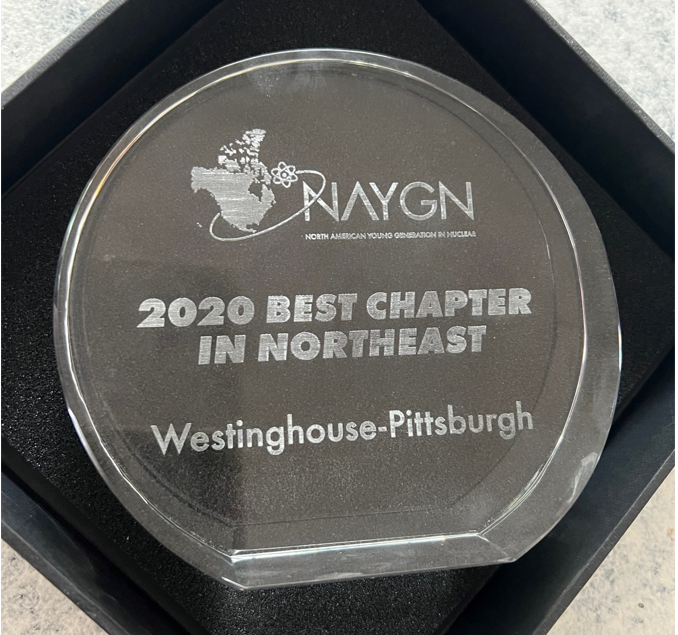 NAYGN
NORTH AMERICAN YOUNG GENERATION IN NUCLEAR
2020 BEST CHAPTER
IN NORTHEAST
Westinghouse-Pittsburgh